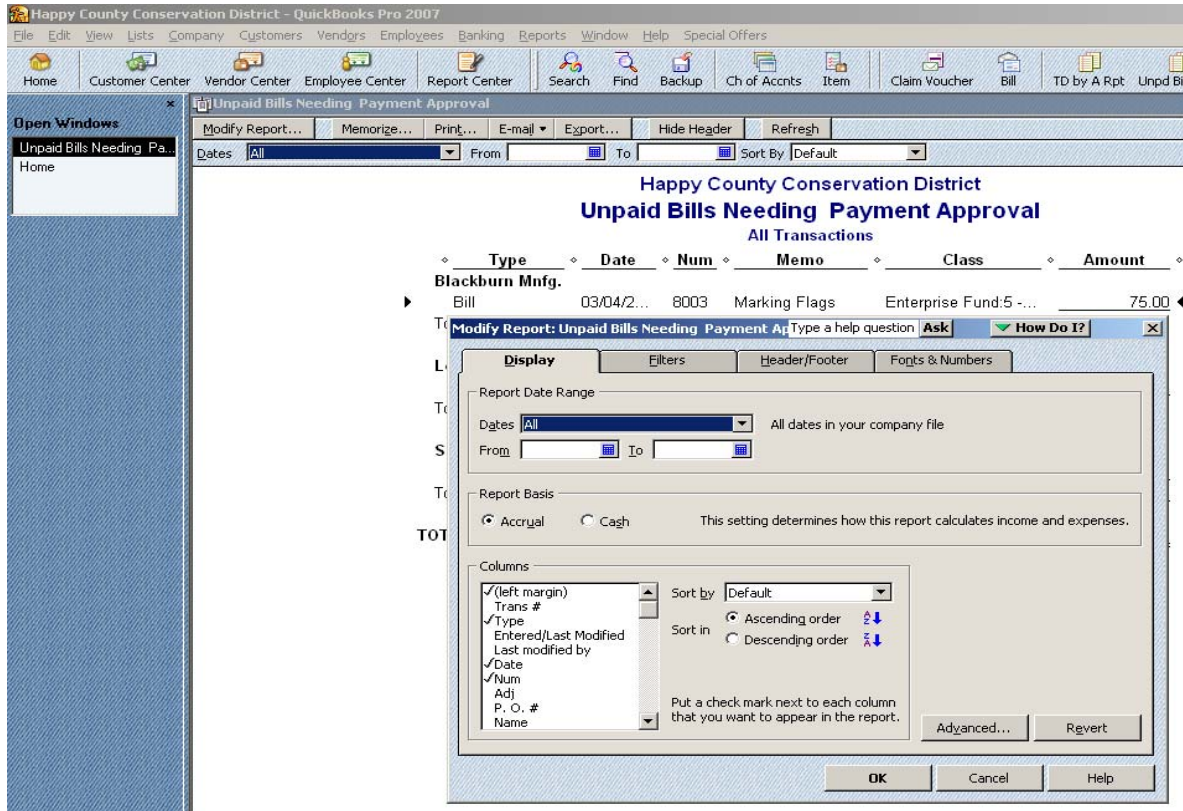 Happy County Conservation District - QuickBooks Pro 2007
File Edit View Lists Company Customers Vendors Employees Banking Reports Window Help Special Offers
Home Customer Center Vendor Center Employee Center Report Center Search Find Backup Ch of Accnts Item Claim Voucher Bill TD by A Rpt Unpd Bi
Open Windows
Unpaid Bills Needing Pa...
Home
Unpaid Bills Needing Payment Approval
Modify Report... Memorize... Print... E-mail Export... Hide Header Refresh
Dates All From To Sort By Default
Happy County Conservation District
Unpaid Bills Needing Payment Approval
All Transactions
Type Date Num Memo Class Amount
Blackburn Mnfg.
Bill 03/04/2... 8003 Marking Flags Enterprise Fund:5 -... 75.00
To
L
To
S
To
TOT
Modify Report: Unpaid Bills Needing Payment Ap Type a help question Ask How Do I?
Display Filters Header/Footer Fonts & Numbers
Report Date Range
Dates All All dates in your company file
From To
Report Basis
Accrual Cash This setting determines how this report calculates income and expenses.
Columns
(left margin)
Trans #
Type
Entered/Last Modified
Last modified by
Date
Num
Adj
P. O. #
Name
Sort by Default
Sort in
Ascending order
Descending order
Put a check mark next to each column
that you want to appear in the report.
Advanced... Revert
OK Cancel Help